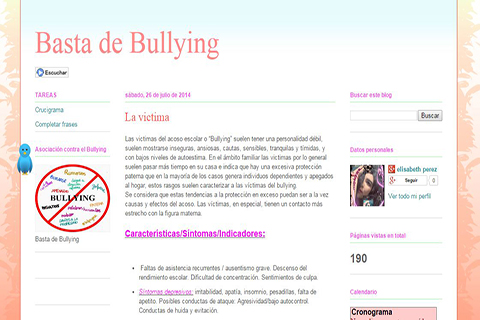 Basta de Bullying
Escuchar
TAREAS
Crucigrama
Completar frases
Asociación contra el Bullying
BULLYING
Basta de Bullying
sábado, 26 de julio de 2014
La victima
Las victimas del acoso escolar o "Bullying" suelen tener una personalidad débil,
suelen mostrarse inseguras, ansiosas, cautas, sensibles, tranquilas y tímidas, y
con bajos niveles de autoestima. En el ámbito familiar las víctimas por lo general
suelen pasar más tiempo en su casa e indica que hay una excesiva protección
paterna que en la mayoría de los casos genera individuos dependientes y apegados
al hogar; estos rasgos suelen caracterizar a las víctimas del bullying.
Se considera que estas tendencias a la protección en exceso puedan ser a la vez
causas y efectos del acoso. Las víctimas, en especial, tienen un contacto más
estrecho con la figura materna.
Características/Síntomas/Indicadores:
Faltas de asistencia recurrentes / ausentismo grave. Descenso del
rendimiento escolar. Dificultad de concentración. Sentimientos de culpa.
Síntomas depresivos: irritabilidad, apatía, insomnio, pesadillas, falta de
apetito. Posibles conductas de ataque: Agresividad/bajo autocontrol.
Conductas de huida y evitación.
Buscar este blog
Buscar
Datos personales
elisabeth perez
Seguir 0
Ver todo mi perfil
Páginas vistas en total
190
Calendario
Cronograma